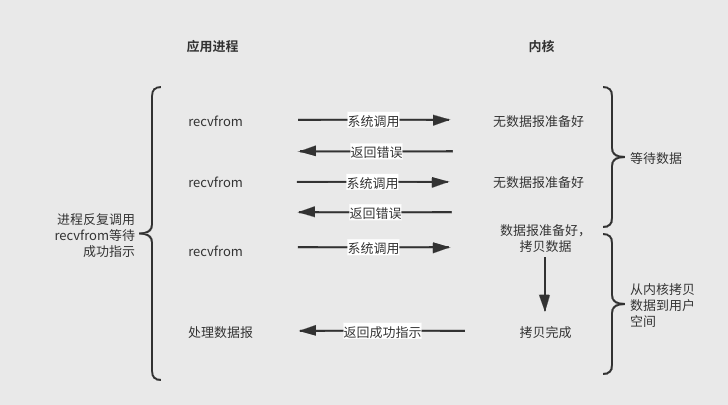 应用进程
内核
recvfrom
系统调用
无数据报准备好
返回错误
等待数据
recvfrom
系统调用
无数据报准备好
返回错误
进程反复调用
recvfrom等待
成功指示
recvfrom
系统调用
数据报准备好，
拷贝数据
从内核拷贝
数据到用户
空间
处理数据报
返回成功指示
拷贝完成